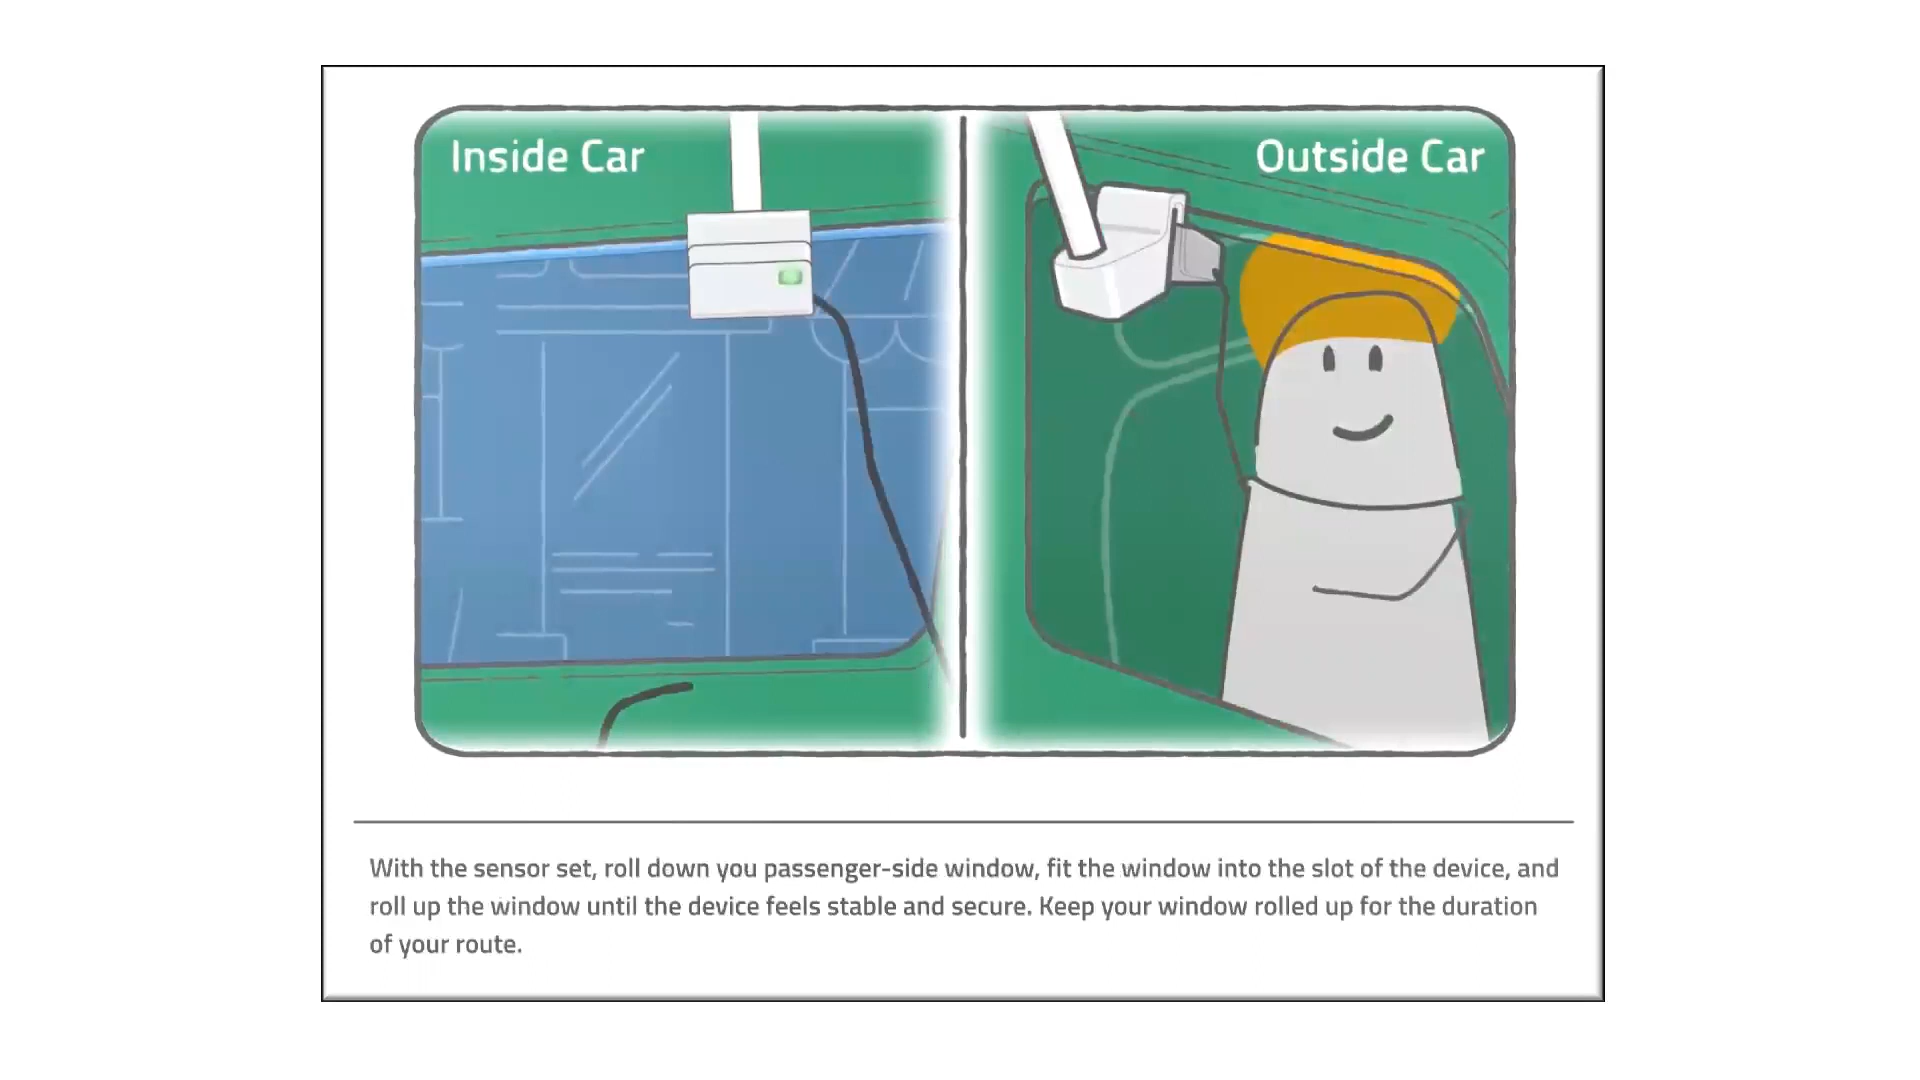 Inside Car
Outside Car
With the sensor set, roll down you passenger-side window, fit the window into the slot of the device, and
roll up the window until the device feels stable and secure. Keep your window rolled up for the duration
of your route.